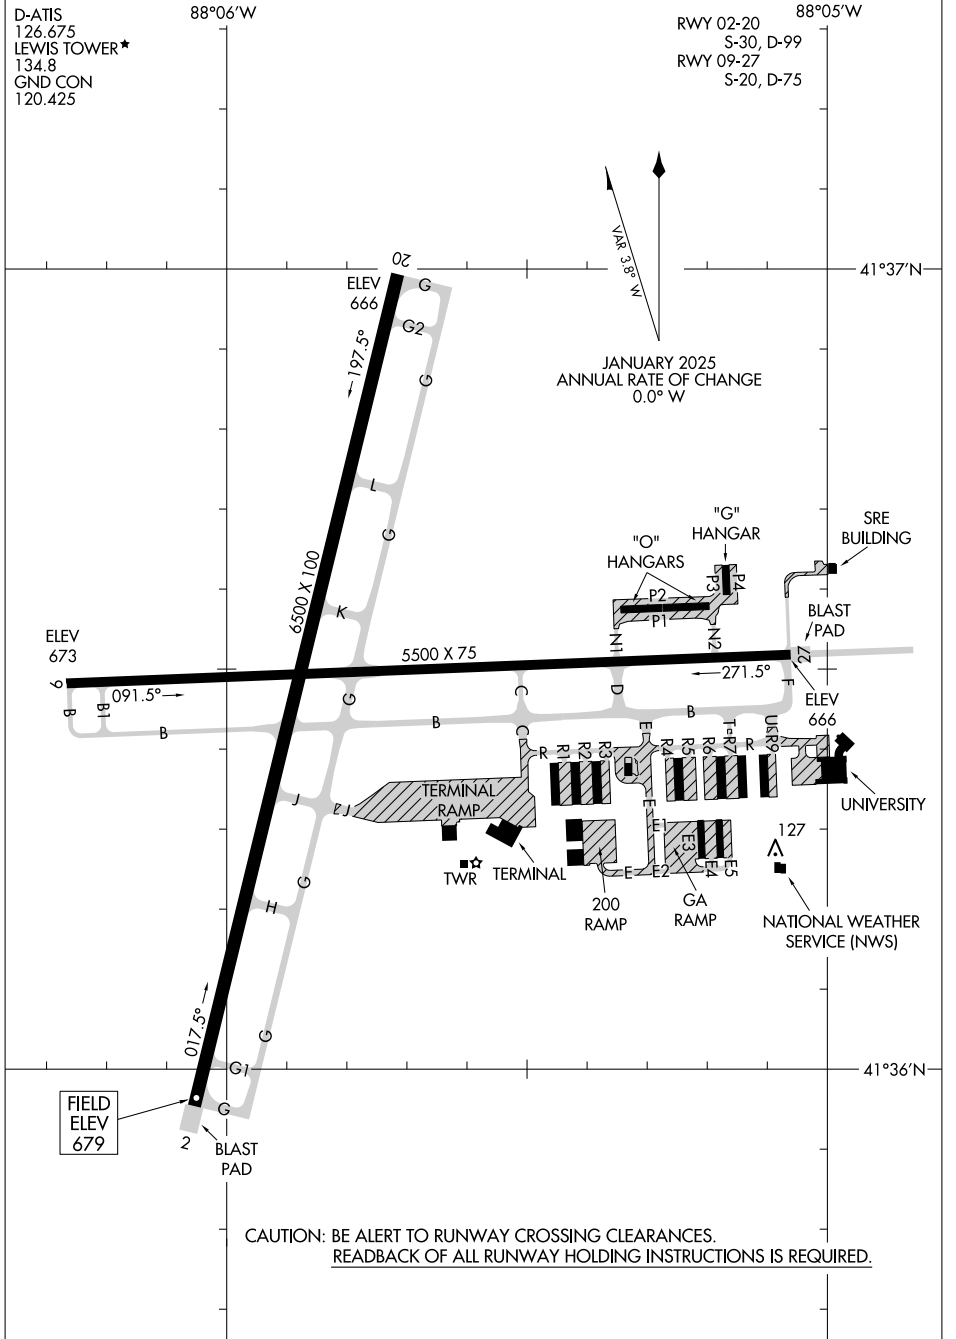 D-ATIS
126.675
LEWIS TOWER★
134.8
GND CON
120.425
88°06'W
88°05'W
RWY 02-20
S-30, D-99
RWY 09-27
S-20, D-75
VAR 3.8° W
JANUARY 2025
ANNUAL RATE OF CHANGE
0.0° W
41°37'N
20
ELEV
666
197.5°
G
G2
G
L
G
6500 X 100
K
"G"
HANGAR
"O"
HANGARS
SRE
BUILDING
P2
P1
P3
P4
N1
N2
BLAST
PAD
ELEV
673
9
091.5°
5500 X 75
271.5°
27
ELEV
666
B
B1
B
G
B
C
D
B
F
C
E
R
R1
R2
R3
R4
R5
R6
R7
R
R9
TERMINAL
RAMP
J
J
UNIVERSITY
E
E1
E3
E
E2
E4
E5
127
TWR
TERMINAL
200
RAMP
GA
RAMP
NATIONAL WEATHER
SERVICE (NWS)
G
H
G
017.5°
G1
G
41°36'N
FIELD
ELEV
679
2
BLAST
PAD
CAUTION: BE ALERT TO RUNWAY CROSSING CLEARANCES.
READBACK OF ALL RUNWAY HOLDING INSTRUCTIONS IS REQUIRED.